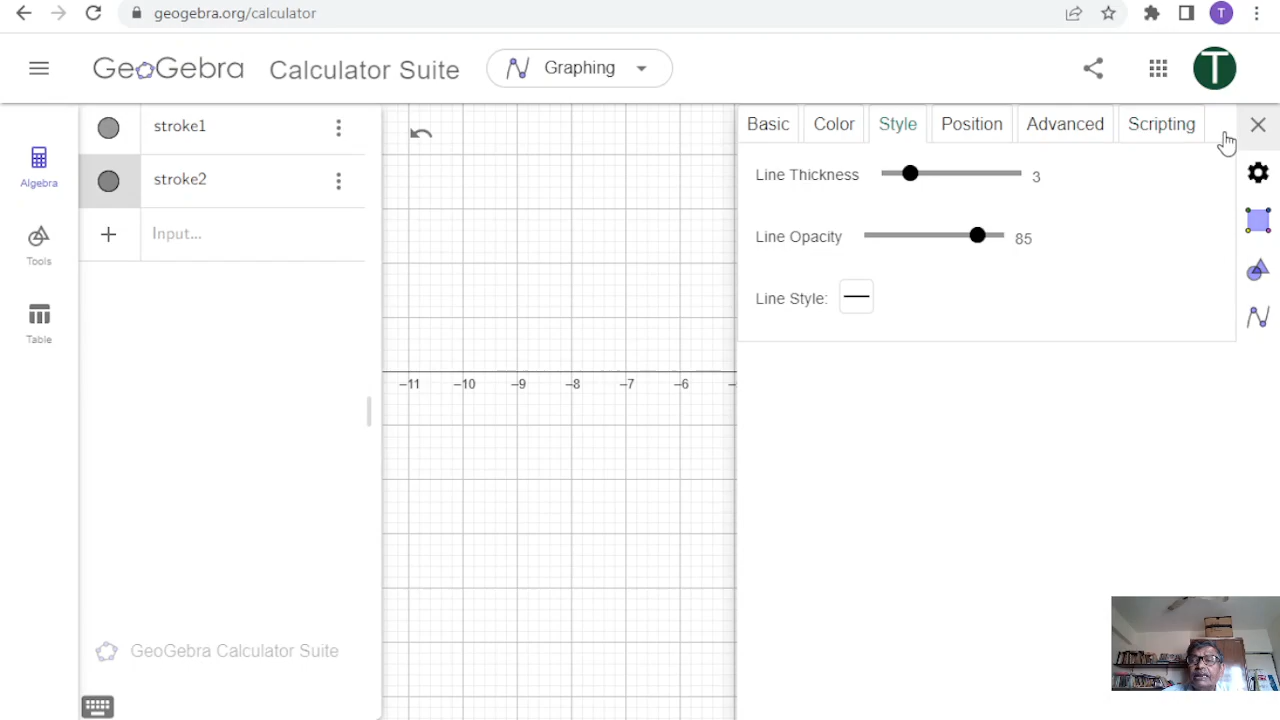 geogebra.org/calculator
T
GeoGebra Calculator Suite
Graphing
T
Algebra
Tools
Table
stroke1
stroke2
Input...
GeoGebra Calculator Suite
−11 −10 −9 −8 −7 −6
Basic Color Style Position Advanced Scripting
Line Thickness 3
Line Opacity 85
Line Style: